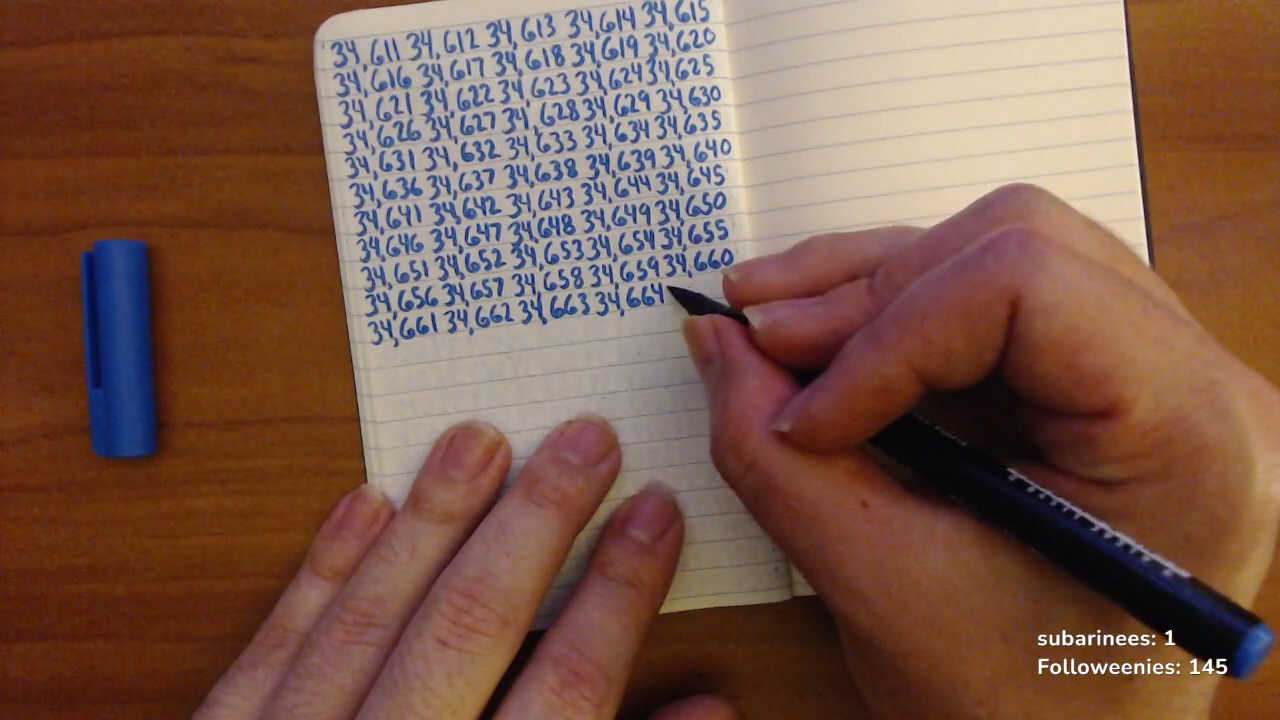 34,611 34,612 34,613 34,614 34,615
34,616 34,617 34,618 34,619 34,620
34,621 34,622 34,623 34,624 34,625
34,626 34,627 34,628 34,629 34,630
34,631 34,632 34,633 34,634 34,635
34,636 34,637 34,638 34,639 34,640
34,641 34,642 34,643 34,644 34,645
34,646 34,647 34,648 34,649 34,650
34,651 34,652 34,653 34,654 34,655
34,656 34,657 34,658 34,659 34,660
34,661 34,662 34,663 34,664
subarinees: 1
Followeenies: 145